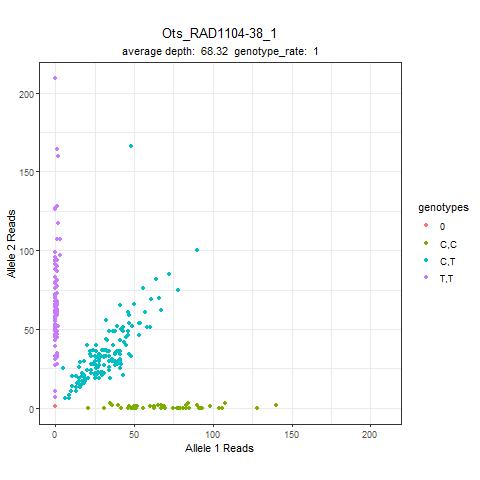 Ots_RAD1104-38_1
average depth: 68.32 genotype_rate: 1
200
150
100
50
0
Allele 2 Reads
0 50 100 150 200
Allele 1 Reads
genotypes
0
C,C
C,T
T,T